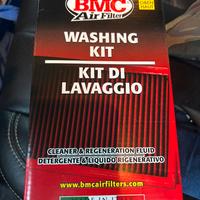 BMC
Air Filter
WASHING
KIT
KIT DI
LAVAGGIO
CLEANER & REGENERATION FLUID
DETERGENTE & LIQUIDO RIGENERATIVO
www.bmcairfilters.com